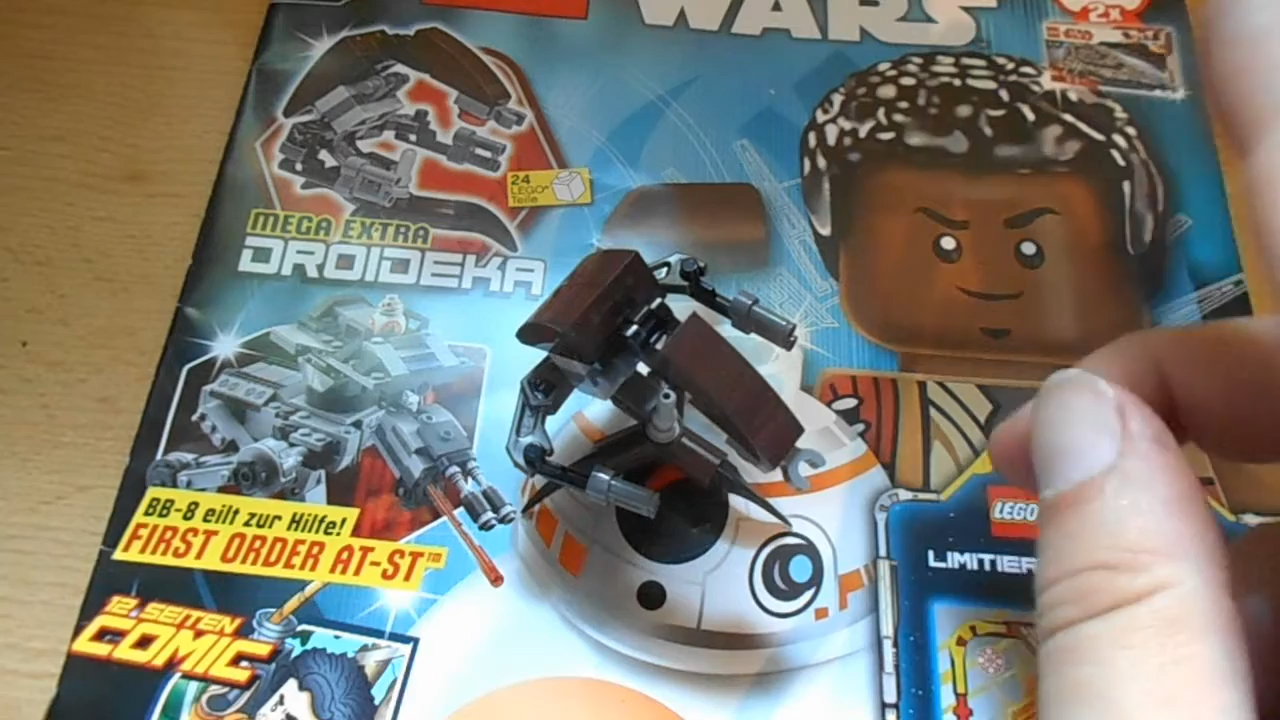 WARS
2x
24
LEGO®
Teile
MEGA EXTRA
DROIDEKA
BB-8 eilt zur Hilfe!
FIRST ORDER AT-ST™
12 SEITEN
COMIC
LEGO
LIMITIER